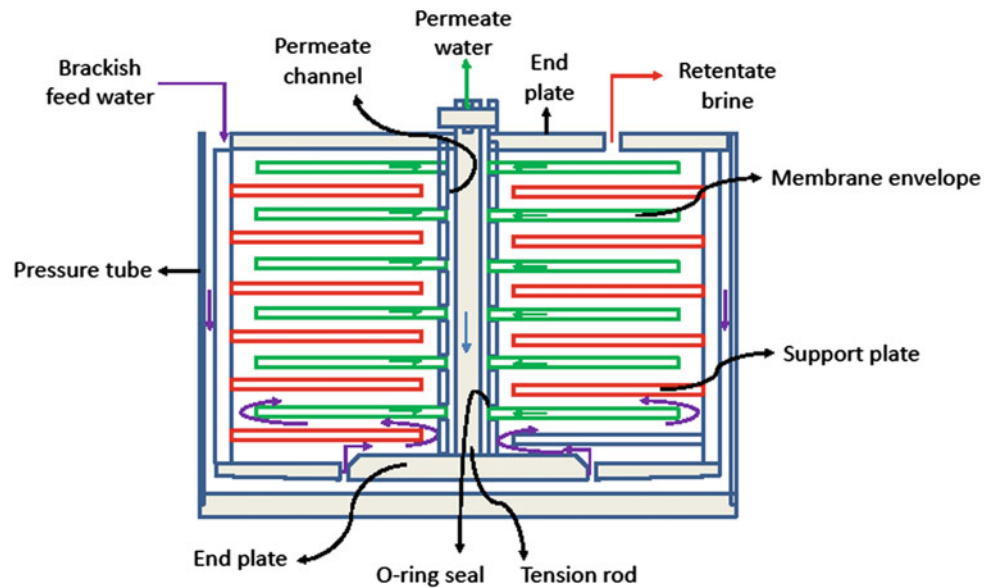 Permeate
water
Permeate
channel
End
plate
Brackish
feed water
Retentate
brine
Membrane envelope
Pressure tube
Support plate
End plate
O-ring seal
Tension rod